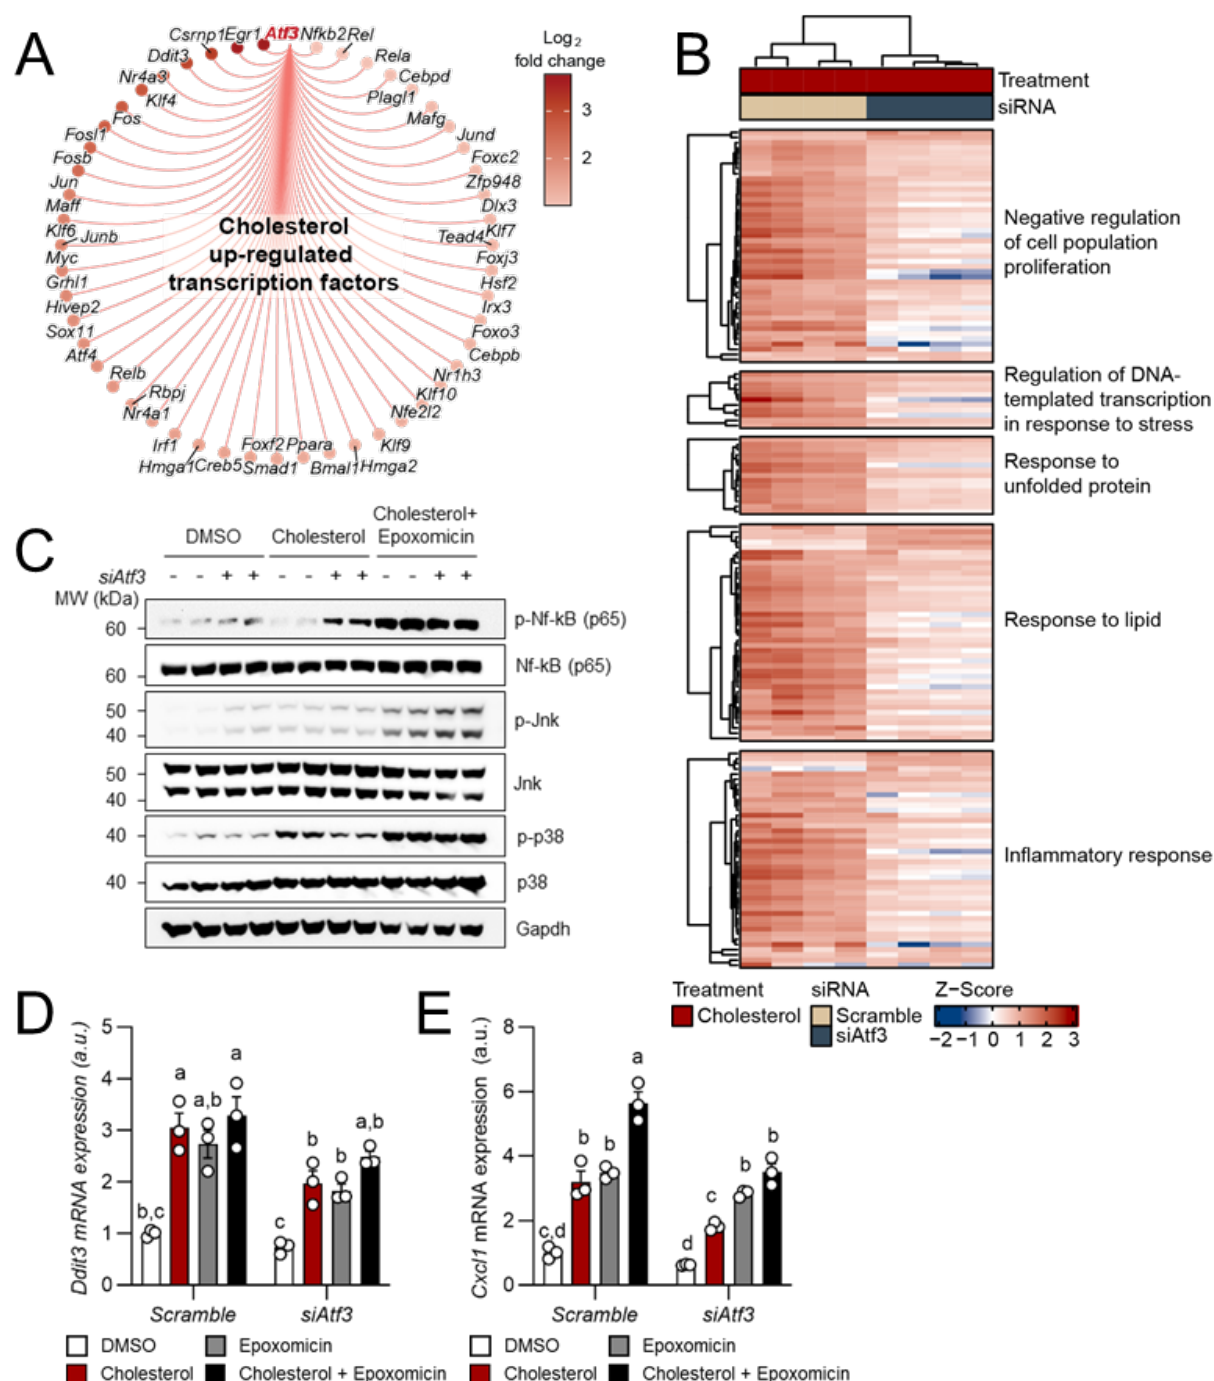 A
Csrnp1
Egr1
Atf3
Nfkb2
Rel
Ddit3
Rela
Nr4a3
Cebpd
Klf4
Plagl1
Fos
Mafg
Fosl1
Jund
Fosb
Foxc2
Jun
Zfp948
Maff
Dlx3
Klf6
Junb
Tead4
Klf7
Myc
Foxj3
Grhl1
Hsf2
Hivep2
Irx3
Sox11
Foxo3
Atf4
Cebpb
Relb
Nr1h3
Rbpj
Klf10
Nr4a1
Nfe2l2
Irf1
Foxf2
Ppara
Klf9
Hmga1
Creb5
Smad1
Bmal1
Hmga2
Cholesterol
up-regulated
transcription factors
Log2
fold change
3
2
B
Treatment
siRNA
Negative regulation
of cell population
proliferation
Regulation of DNA-
templated transcription
in response to stress
Response to
unfolded protein
Response to lipid
Inflammatory response
Treatment
Cholesterol
siRNA
Scramble
siAtf3
Z−Score
−2 −1 0 1 2 3
C
DMSO
Cholesterol
Cholesterol+
Epoxomicin
siAtf3 - - + + - - + + - - + +
MW (kDa)
60
p-Nf-kB (p65)
60
Nf-kB (p65)
50
40
p-Jnk
50
40
Jnk
40
p-p38
40
p38
Gapdh
D
Ddit3 mRNA expression (a.u.)
5
4
3
2
1
0
b,c
a
a,b
a
c
b
b
a,b
Scramble
siAtf3
DMSO
Epoxomicin
Cholesterol
Cholesterol + Epoxomicin
E
Cxcl1 mRNA expression (a.u.)
8
6
4
2
0
c,d
b
b
a
d
c
b
b
Scramble
siAtf3
DMSO
Epoxomicin
Cholesterol
Cholesterol + Epoxomicin